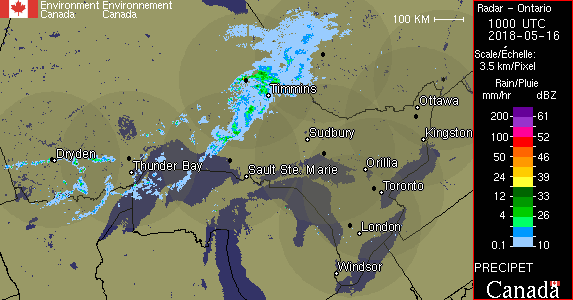 Environment Environnement
Canada Canada
100 KM
Timmins
Ottawa
Sudbury
Kingston
Dryden
Thunder Bay
Sault Ste. Marie
Orillia
Toronto
London
Windsor
Radar - Ontario
1000 UTC
2018-05-16
Scale/Échelle:
3.5 km/Pixel
Rain/Pluie
mm/hr dBZ
200 61
100 52
50 46
24 39
12 33
4 26
0.1 10
PRECIPET
Canada